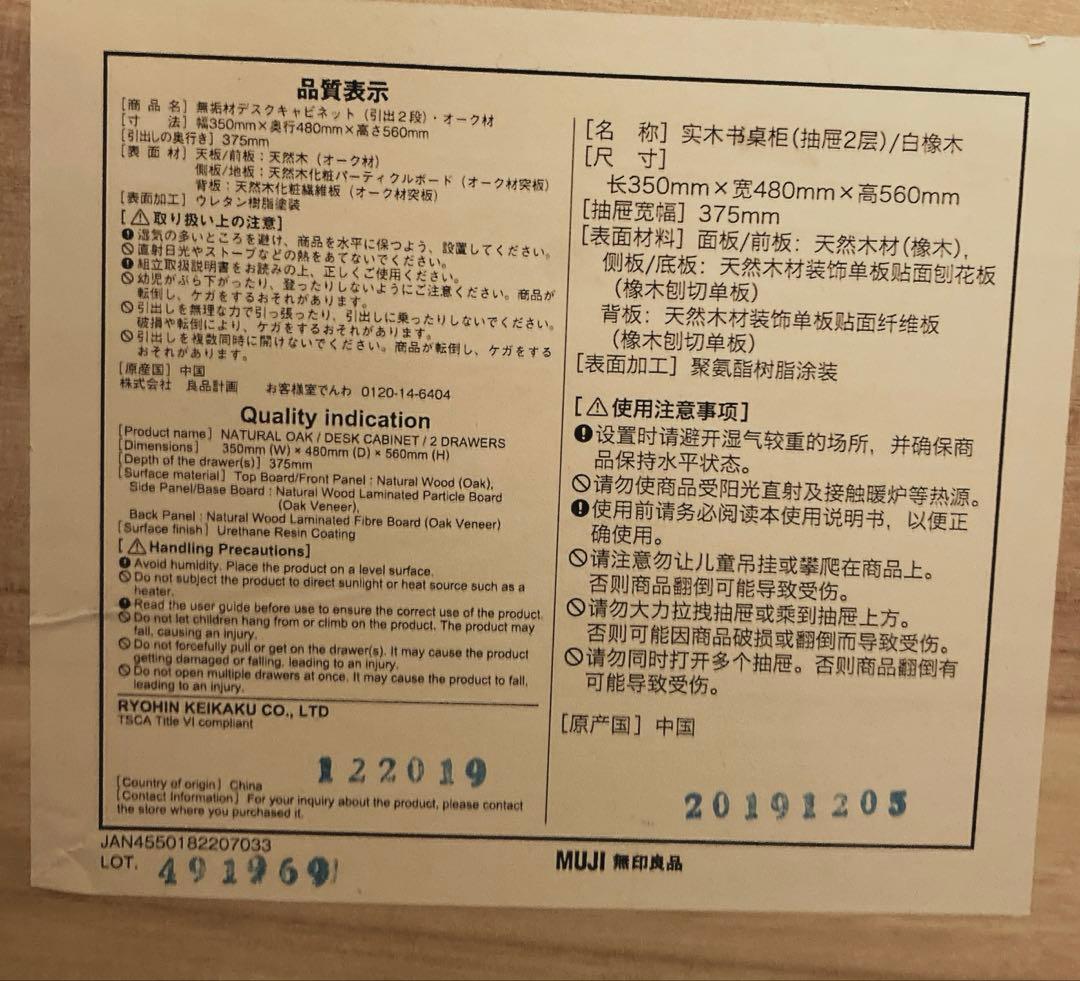 品質表示
[商 品 名] 無垢材デスクキャビネット(引出2段)・オーク材
[寸 法] 幅350mm×奥行480mm×高さ560mm
[引出しの奥行き] 375mm
[表 面 材] 天板/前板:天然木(オーク材)
側板/地板:天然木化粧パーティクルボード(オーク材突板)
背板:天然木化粧繊維板(オーク材突板)
[表面加工] ウレタン樹脂塗装
[⚠取り扱い上の注意]
湿気の多いところを避け、商品を水平に保つよう、設置してください。
直射日光やストーブなどの熱をあてないでください。
組立取扱説明書をお読みの上、正しくご使用ください。
幼児がぶら下がったり、登ったりしないようにご注意ください。商品が
転倒し、ケガをするおそれがあります。
引出しを無理な力で引っ張ったり、引出しに乗ったりしないでください。
破損や転倒により、ケガをするおそれがあります。
引出しを複数同時に開けないでください。商品が転倒し、ケガをする
おそれがあります。
[原産国] 中国
株式会社 良品計画 お客様室でんわ 0120-14-6404
Quality indication
[Product name] NATURAL OAK / DESK CABINET / 2 DRAWERS
[Dimensions] 350mm (W) × 480mm (D) × 560mm (H)
[Depth of the drawer(s)] 375mm
[Surface material] Top Board/Front Panel : Natural Wood (Oak),
Side Panel/Base Board : Natural Wood Laminated Particle Board
(Oak Veneer),
Back Panel : Natural Wood Laminated Fibre Board (Oak Veneer)
[Surface finish] Urethane Resin Coating
[⚠Handling Precautions]
Avoid humidity. Place the product on a level surface.
Do not subject the product to direct sunlight or heat source such as a
heater.
Read the user guide before use to ensure the correct use of the product.
Do not let children hang from or climb on the product. The product may
fall, causing an injury.
Do not forcefully pull or get on the drawer(s). It may cause the product
getting damaged or falling, leading to an injury.
Do not open multiple drawers at once. It may cause the product to fall,
leading to an injury.
RYOHIN KEIKAKU CO., LTD
TSCA Title VI compliant
122019
[Country of origin] China
[Contact Information] For your inquiry about the product, please contact
the store where you purchased it.
[名 称] 实木书桌柜(抽屉2层)/白橡木
[尺 寸]
长350mm×宽480mm×高560mm
[抽屉宽幅] 375mm
[表面材料] 面板/前板:天然木材(橡木),
侧板/底板:天然木材装饰单板贴面刨花板
(橡木刨切单板)
背板:天然木材装饰单板贴面纤维板
(橡木刨切单板)
[表面加工] 聚氨酯树脂涂装
[⚠使用注意事项]
设置时请避开湿气较重的场所,并确保商
品保持水平状态。
请勿使商品受阳光直射及接触暖炉等热源。
使用前请务必阅读本使用说明书,以便正
确使用。
请注意勿让儿童吊挂或攀爬在商品上。
否则商品翻倒可能导致受伤。
请勿大力拉拽抽屉或乘到抽屉上方。
否则可能因商品破损或翻倒而导致受伤。
请勿同时打开多个抽屉。否则商品翻倒有
可能导致受伤。
[原产国] 中国
20191205
JAN4550182207033
LOT. 491969
MUJI 無印良品